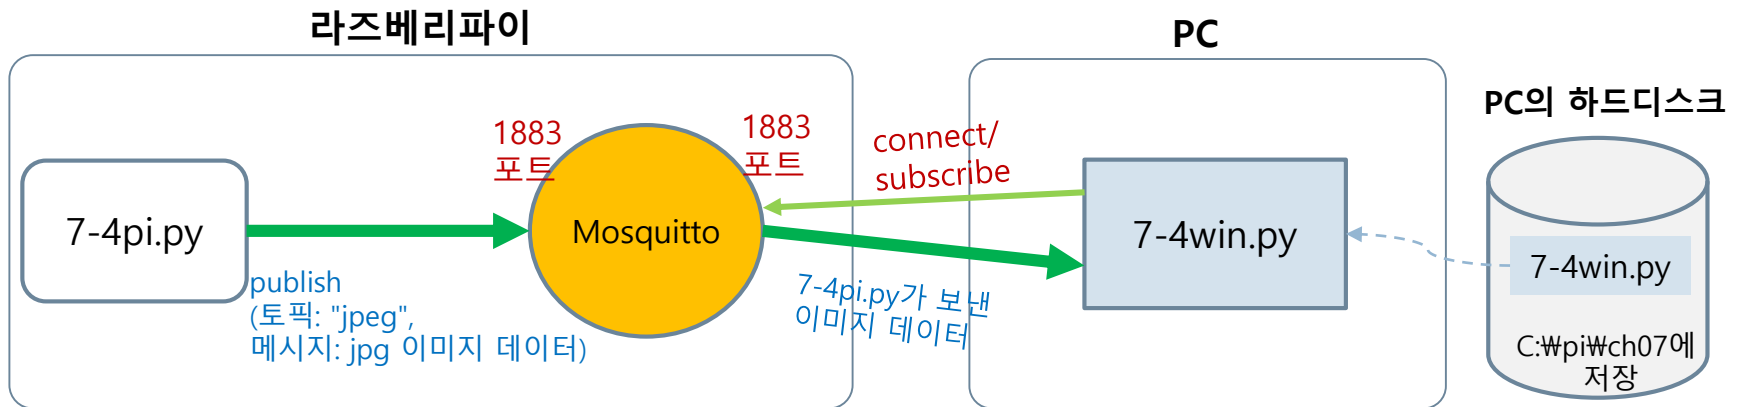 라즈베리파이
PC
PC의 하드디스크
1883
포트
1883
포트
connect/
subscribe
7-4pi.py
Mosquitto
7-4win.py
7-4win.py
publish
(토픽: "jpeg",
메시지: jpg 이미지 데이터)
7-4pi.py가 보낸
이미지 데이터
C:₩pi₩ch07에
저장